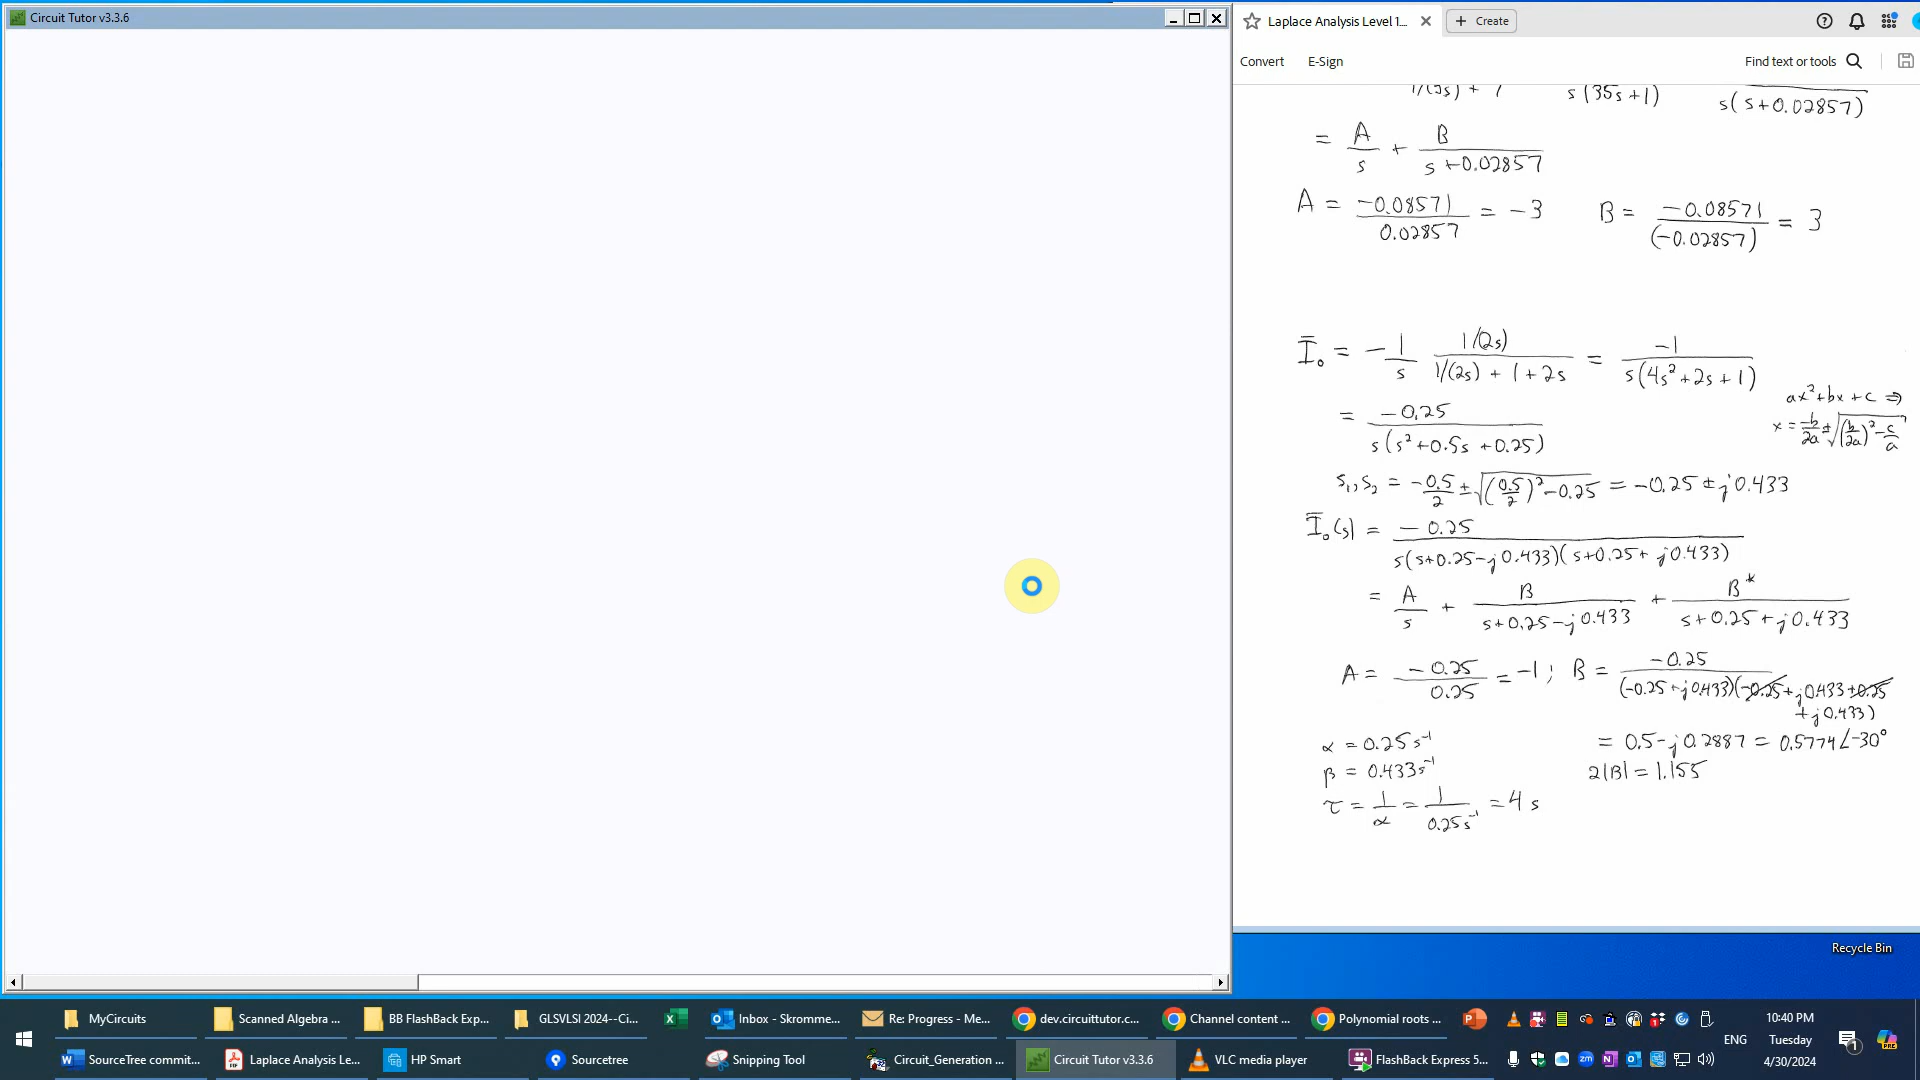 Circuit Tutor v3.3.6
Laplace Analysis Level 1...
Create
Convert E-Sign Find text or tools
s(35s+1) s(s+0.02857)
= A/s + B/(s+0.02857)
A = -0.08571/0.02857 = -3 B = -0.08571/(-0.02857) = 3
Ī₀ = -1/s (1/(2s))/(1/(2s) + 1 + 2s) = -1/(s(4s²+2s+1))
ax²+bx+c ⇒
x = -b/2a ± √((b/2a)² - c/a)
= -0.25/(s(s²+0.5s+0.25))
s₁,s₂ = -0.5/2 ± √((0.5/2)²-0.25) = -0.25 ± j0.433
Ī₀(s) = -0.25/(s(s+0.25-j0.433)(s+0.25+j0.433))
= A/s + B/(s+0.25-j0.433) + B*/(s+0.25+j0.433)
A = -0.25/0.25 = -1; B = -0.25/((-0.25+j0.433)(-0.25+j0.433+0.25
+j0.433)
α = 0.25 s⁻¹ = 0.5-j0.2887 = 0.5774∠-30°
β = 0.433 s⁻¹ 2|B| = 1.155
τ = 1/α = 1/0.25s⁻¹ = 4 s
Recycle Bin
MyCircuits Scanned Algebra ... BB FlashBack Exp... GLSVLSI 2024--Ci... Inbox - Skromme... Re: Progress - Me... dev.circuittutor.c... Channel content ... Polynomial roots ... 10:40 PM
SourceTree commit... Laplace Analysis Le... HP Smart Sourcetree Snipping Tool Circuit_Generation ... Circuit Tutor v3.3.6 VLC media player FlashBack Express 5... ENG Tuesday
4/30/2024